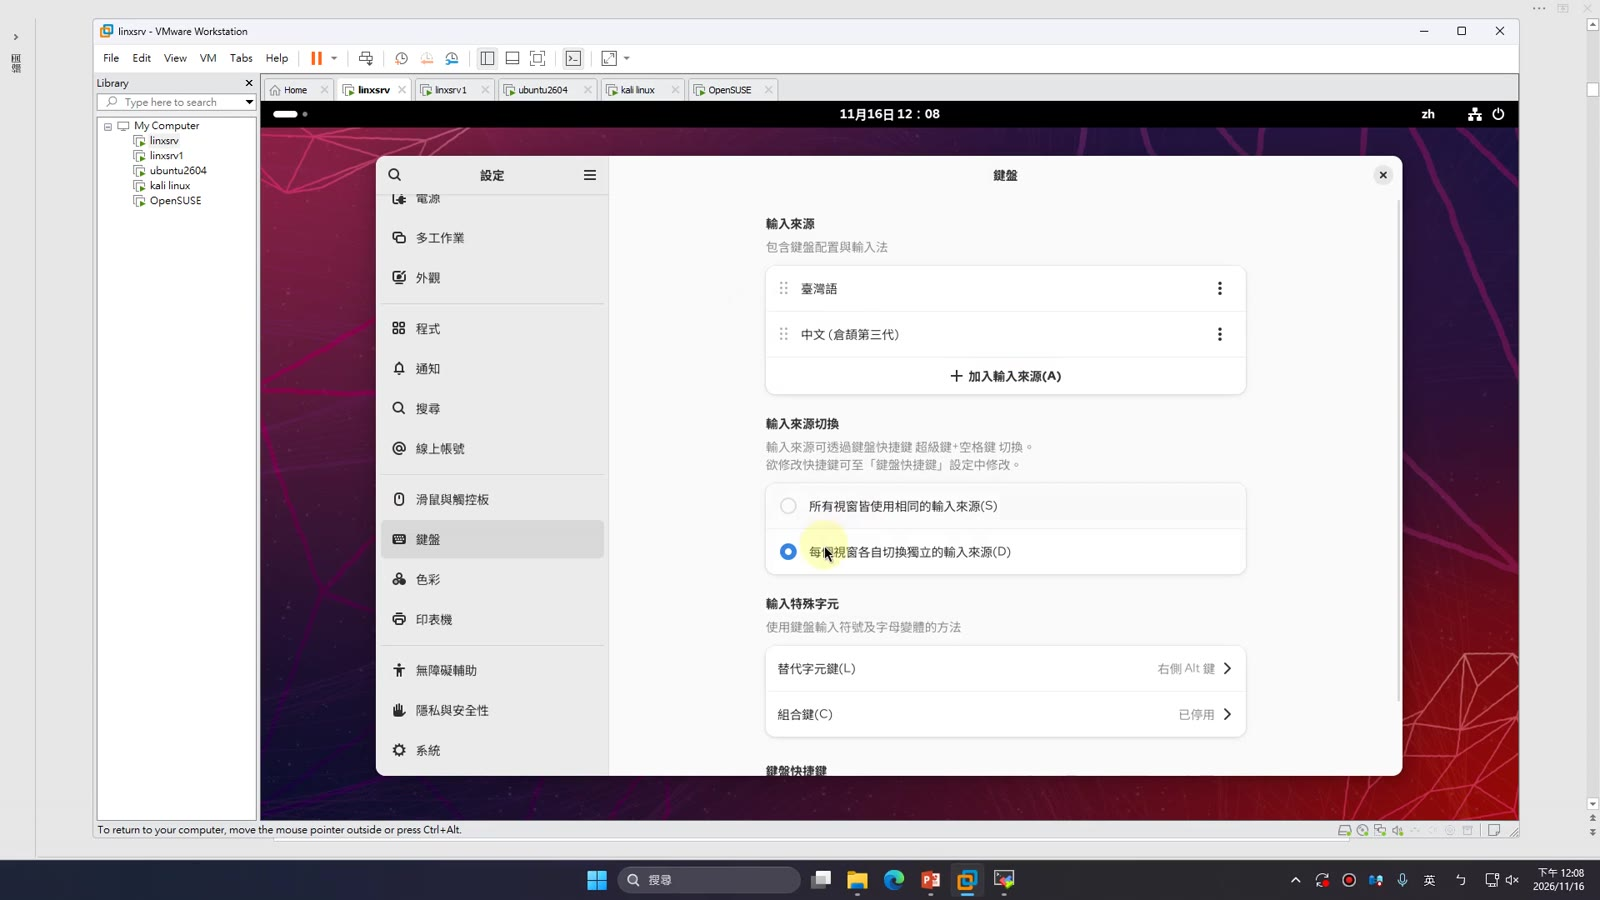 linxsrv - VMware Workstation
File Edit View VM Tabs Help
Library
Type here to search
My Computer
linxsrv
linxsrv1
ubuntu2604
kali linux
OpenSUSE
Home linxsrv linxsrv1 ubuntu2604 kali linux OpenSUSE
11月16日 12：08
zh
設定
鍵盤
電源
多工作業
外觀
程式
通知
搜尋
線上帳號
滑鼠與觸控板
鍵盤
色彩
印表機
無障礙輔助
隱私與安全性
系統
輸入來源
包含鍵盤配置與輸入法
臺灣語
中文 (倉頡第三代)
加入輸入來源(A)
輸入來源切換
輸入來源可透過鍵盤快捷鍵 超級鍵+空格鍵 切換。
欲修改快捷鍵可至「鍵盤快捷鍵」設定中修改。
所有視窗皆使用相同的輸入來源(S)
每個視窗各自切換獨立的輸入來源(D)
輸入特殊字元
使用鍵盤輸入符號及字母變體的方法
替代字元鍵(L) 右側 Alt 鍵
組合鍵(C) 已停用
鍵盤快捷鍵
To return to your computer, move the mouse pointer outside or press Ctrl+Alt.
搜尋
英
ㄅ
下午 12:08
2026/11/16